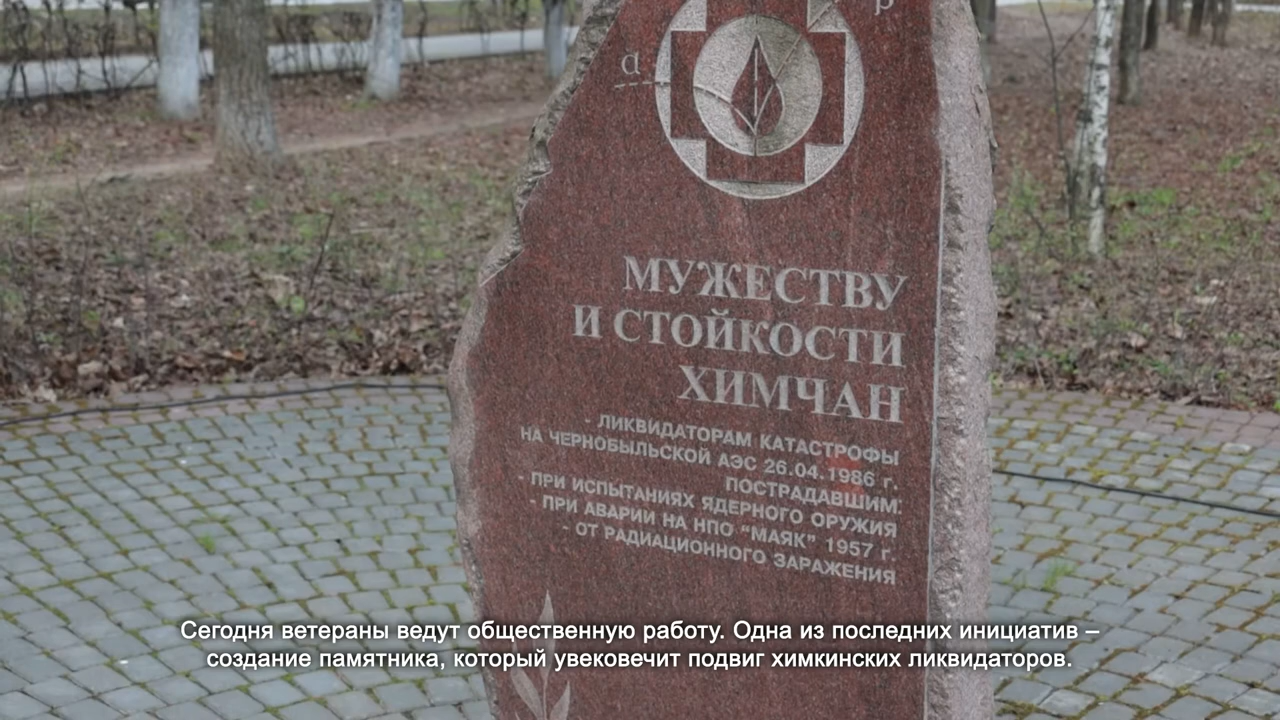 β
α
МУЖЕСТВУ
И СТОЙКОСТИ
ХИМЧАН
- ЛИКВИДАТОРАМ КАТАСТРОФЫ
НА ЧЕРНОБЫЛЬСКОЙ АЭС 26.04.1986 г.
ПОСТРАДАВШИМ:
- ПРИ ИСПЫТАНИЯХ ЯДЕРНОГО ОРУЖИЯ
- ПРИ АВАРИИ НА НПО “МАЯК” 1957 г.
- ОТ РАДИАЦИОННОГО ЗАРАЖЕНИЯ
Сегодня ветераны ведут общественную работу. Одна из последних инициатив –
создание памятника, который увековечит подвиг химкинских ликвидаторов.